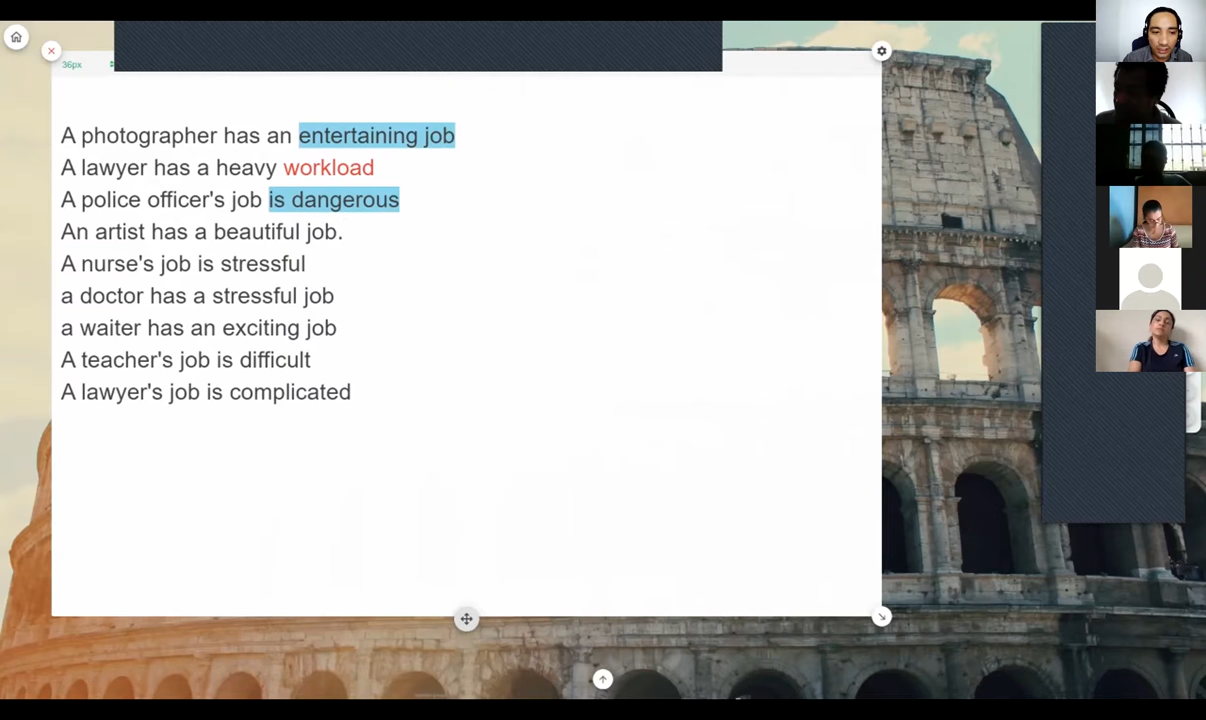 36px
A photographer has an entertaining job
A lawyer has a heavy workload
A police officer's job is dangerous
An artist has a beautiful job.
A nurse's job is stressful
a doctor has a stressful job
a waiter has an exciting job
A teacher's job is difficult
A lawyer's job is complicated